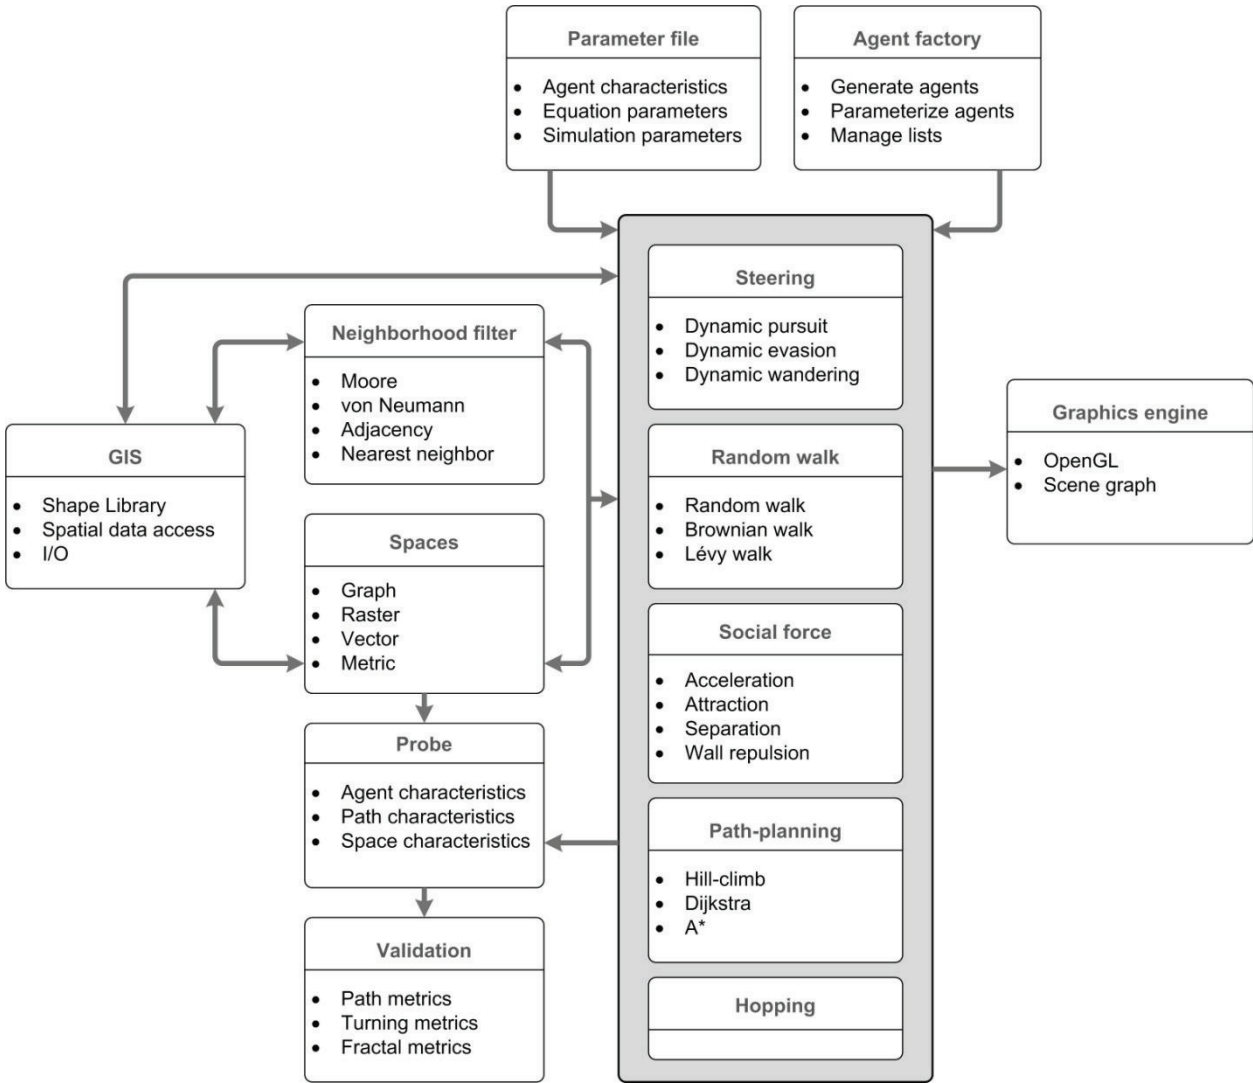 Parameter file
• Agent characteristics
• Equation parameters
• Simulation parameters
Agent factory
• Generate agents
• Parameterize agents
• Manage lists
Steering
• Dynamic pursuit
• Dynamic evasion
• Dynamic wandering
Neighborhood filter
• Moore
• von Neumann
• Adjacency
• Nearest neighbor
Graphics engine
• OpenGL
• Scene graph
GIS
• Shape Library
• Spatial data access
• I/O
Random walk
• Random walk
• Brownian walk
• Lévy walk
Spaces
• Graph
• Raster
• Vector
• Metric
Social force
• Acceleration
• Attraction
• Separation
• Wall repulsion
Probe
• Agent characteristics
• Path characteristics
• Space characteristics
Path-planning
• Hill-climb
• Dijkstra
• A*
Validation
• Path metrics
• Turning metrics
• Fractal metrics
Hopping